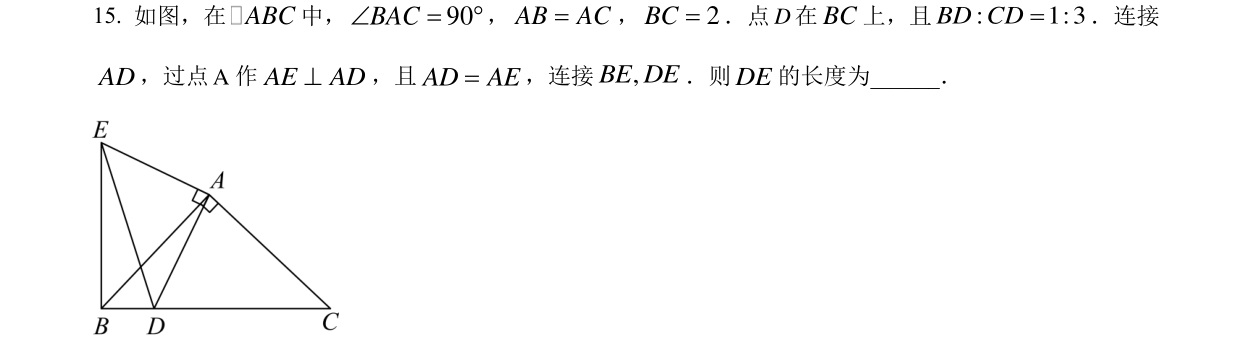 15. 如图，在□ABC 中，∠BAC = 90°，AB = AC，BC = 2．点 D 在 BC 上，且 BD : CD = 1 : 3．连接
AD，过点 A 作 AE ⊥ AD，且 AD = AE，连接 BE, DE．则 DE 的长度为______．
E
A
B D C